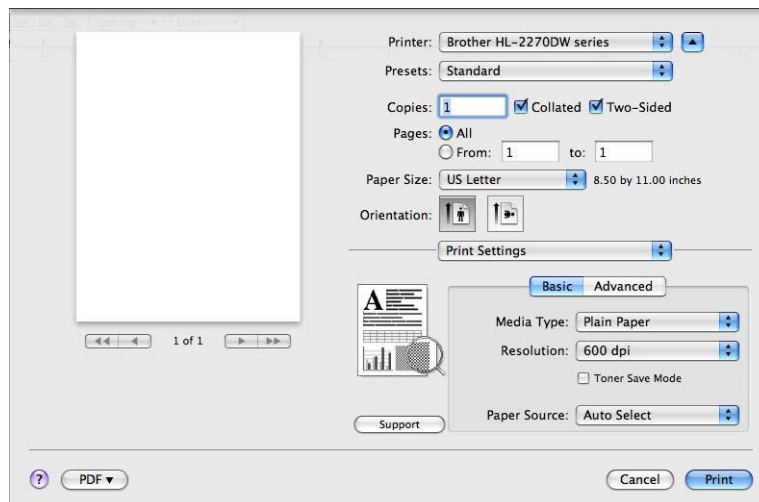 Printer: Brother HL-2270DW series
Presets: Standard
Copies: 1 Collated Two-Sided
Pages: All
From: 1 to: 1
Paper Size: US Letter 8.50 by 11.00 inches
Orientation:
Print Settings
Basic Advanced
A
Media Type: Plain Paper
1 of 1
Resolution: 600 dpi
Toner Save Mode
Paper Source: Auto Select
Support
? PDF▼ Cancel Print